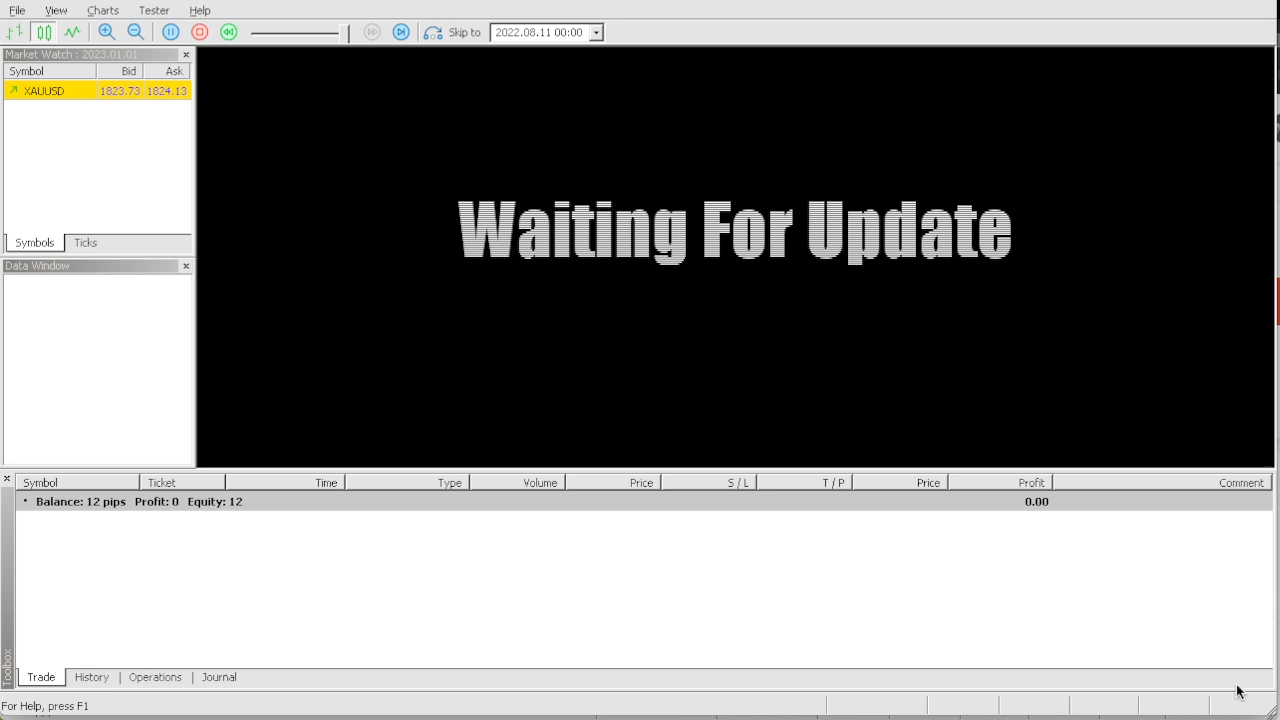 File View Charts Tester Help
Skip to 2022.08.11 00:00
Market Watch : 2023.01.01
Symbol Bid Ask
XAUUSD 1823.73 1824.13
Symbols Ticks
Data Window
Waiting For Update
Symbol Ticket Time Type Volume Price S / L T / P Price Profit Comment
Balance: 12 pips Profit: 0 Equity: 12 0.00
Toolbox
Trade History Operations Journal
For Help, press F1